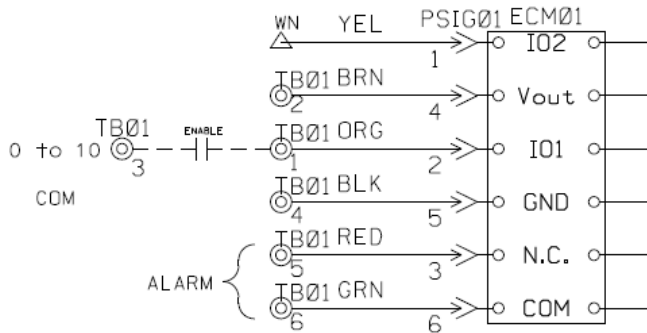 WN YEL PSIG01 ECM01
1 IO2
TB01 BRN
2 4 Vout
0 to 10 TB01 ENABLE TB01 ORG
3 1 2 IO1
COM TB01 BLK
4 5 GND
TB01 RED
5 3 N.C.
ALARM TB01 GRN
6 6 COM